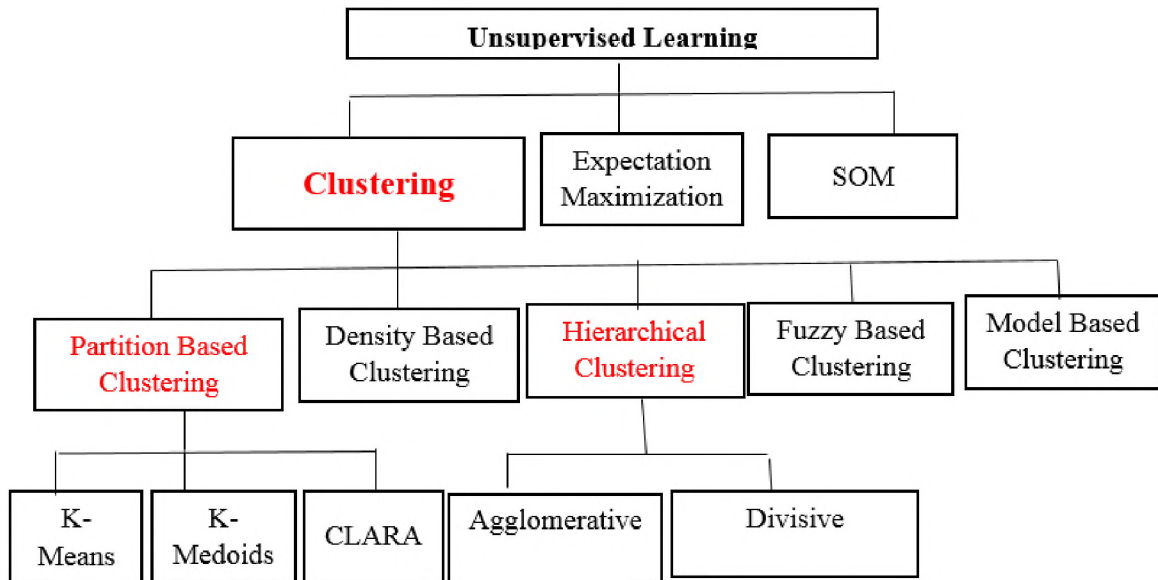 Unsupervised Learning
Clustering
Expectation
Maximization
SOM
Partition Based
Clustering
Density Based
Clustering
Hierarchical
Clustering
Fuzzy Based
Clustering
Model Based
Clustering
K-
Means
K-
Medoids
CLARA
Agglomerative
Divisive